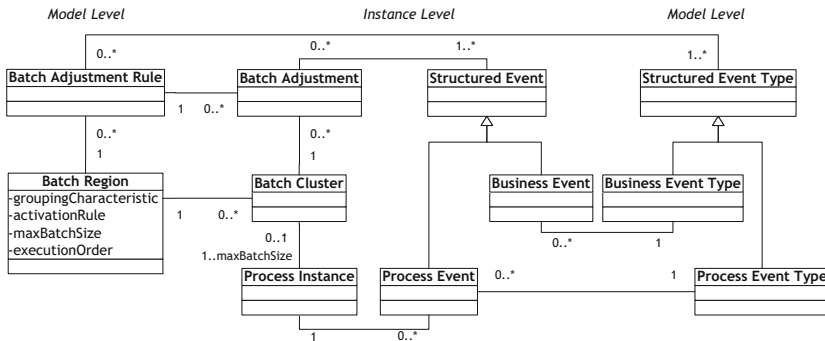 Model Level Instance Level Model Level
0..* 0..* 1..* 1..*
Batch Adjustment Rule Batch Adjustment Structured Event Structured Event Type
1 0..*
0..* 0..*
1 1
Batch Region Batch Cluster Business Event Business Event Type
-groupingCharacteristic
-activationRule
-maxBatchSize
-executionOrder
1 0..*
0..* 1
0..1
1..maxBatchSize
Process Instance Process Event Process Event Type
0..* 1
1 0..*